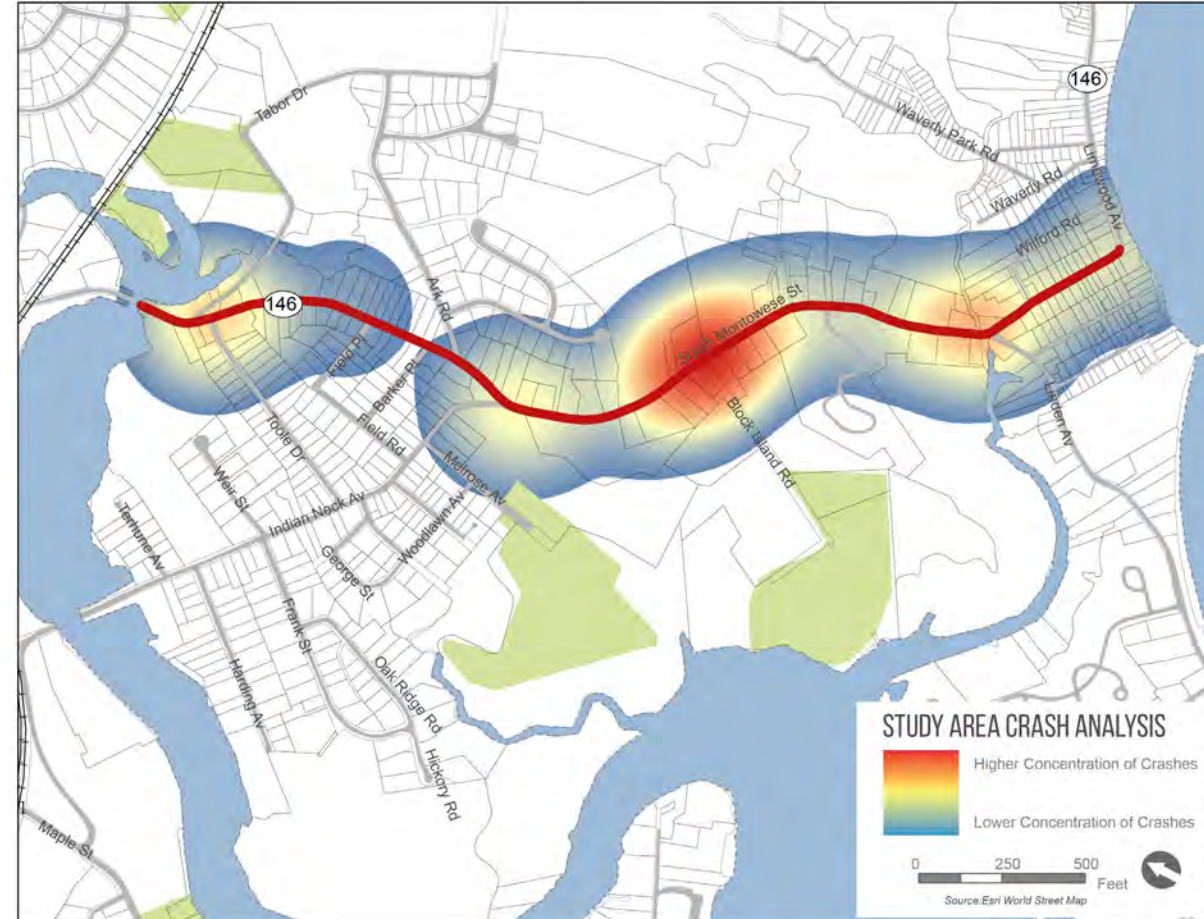 146
Tabor Dr
Waverly Park Rd
Waverly Rd
Limewood Av
Wilford Rd
Ark Rd
146
South Montowese St
Field Pl
Barker Pl
Field Rd
Block Island Rd
Linden Av
Toole Dr
Melrose Av
Weir St
Indian Neck Av
Woodlawn Av
Terhune Av
George St
Frank St
Oak Ridge Rd
Harding Av
Hickory Rd
Maple St
STUDY AREA CRASH ANALYSIS
Higher Concentration of Crashes
Lower Concentration of Crashes
0 250 500
Feet
Source:Esri World Street Map